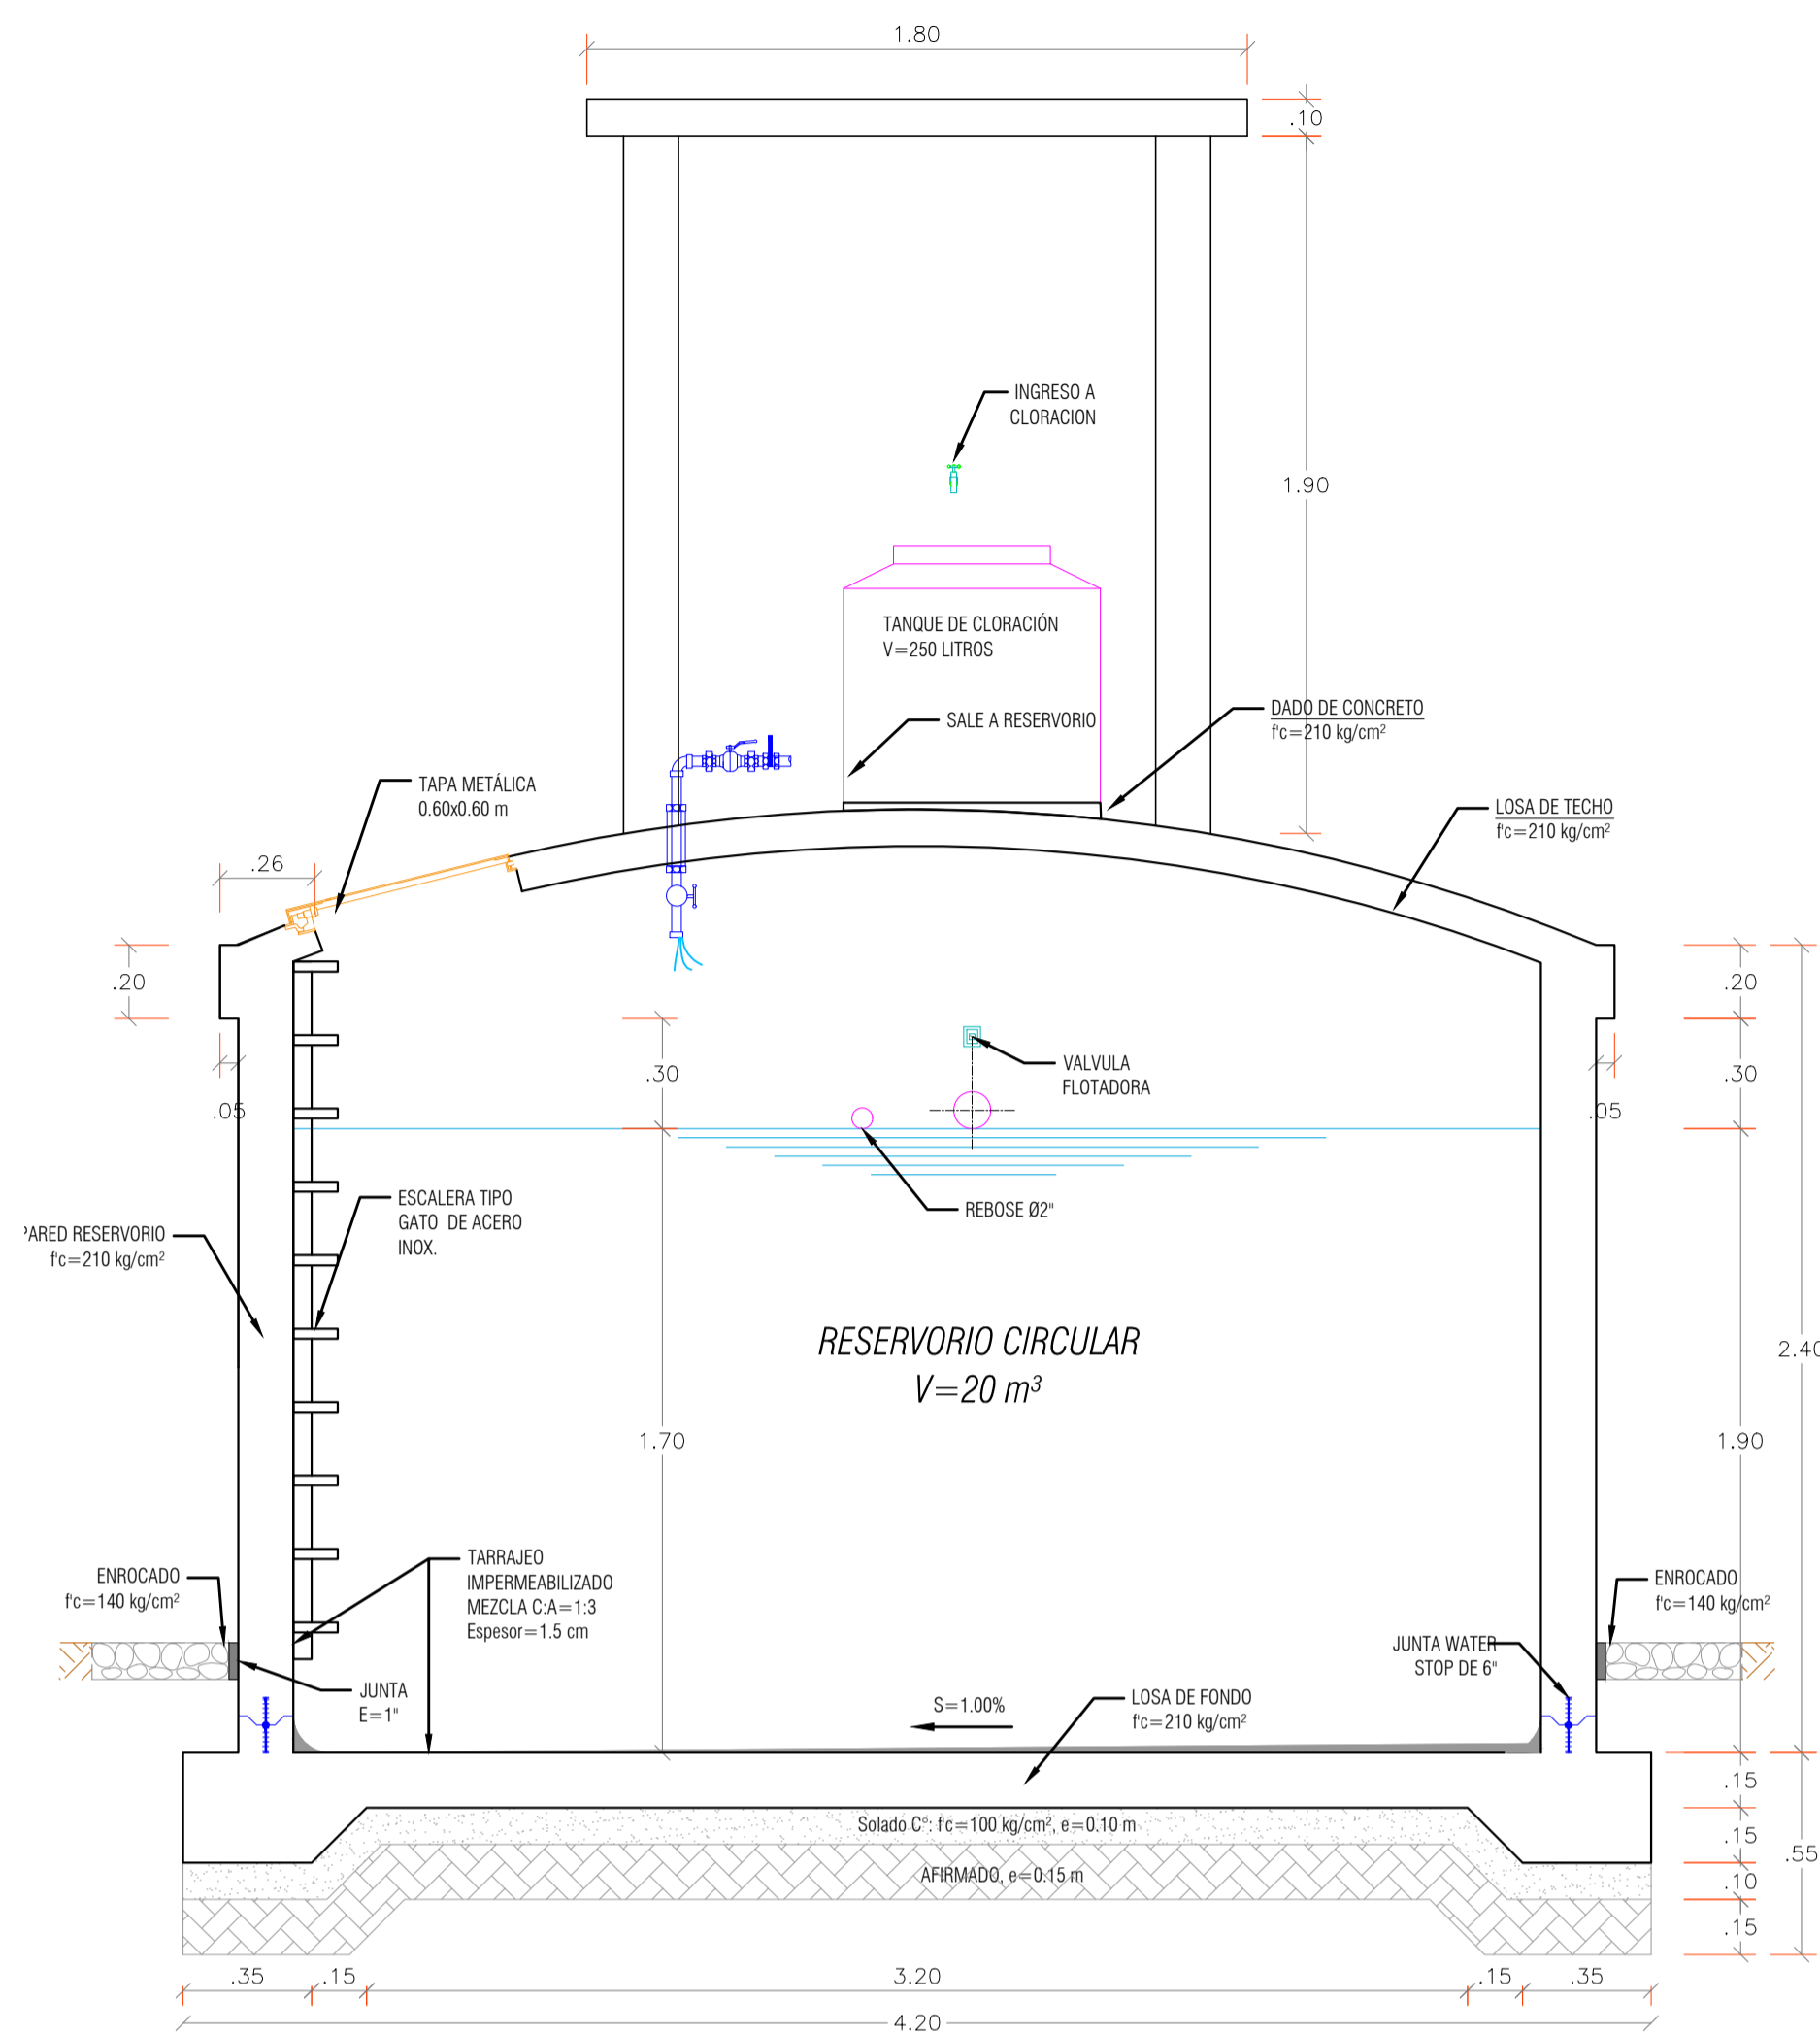 1.80
.10
INGRESO A
CLORACION
1.90
TANQUE DE CLORACIÓN
V=250 LITROS
SALE A RESERVORIO
DADO DE CONCRETO
f'c=210 kg/cm²
TAPA METÁLICA
0.60x0.60 m
LOSA DE TECHO
f'c=210 kg/cm²
.26
.20
.20
.30
VALVULA
FLOTADORA
.30
.05
.05
ESCALERA TIPO
GATO DE ACERO
INOX.
REBOSE Ø2"
PARED RESERVORIO
f'c=210 kg/cm²
RESERVORIO CIRCULAR
V=20 m³
2.40
1.70
1.90
TARRAJEO
IMPERMEABILIZADO
MEZCLA C:A=1:3
Espesor=1.5 cm
ENROCADO
f'c=140 kg/cm²
ENROCADO
f'c=140 kg/cm²
JUNTA WATER
STOP DE 6"
JUNTA
E=1"
S=1.00%
LOSA DE FONDO
f'c=210 kg/cm²
.15
Solado C°: f'c=100 kg/cm², e=0.10 m
.15
.55
AFIRMADO, e=0.15 m
.10
.15
.35
.15
3.20
.15
.35
4.20